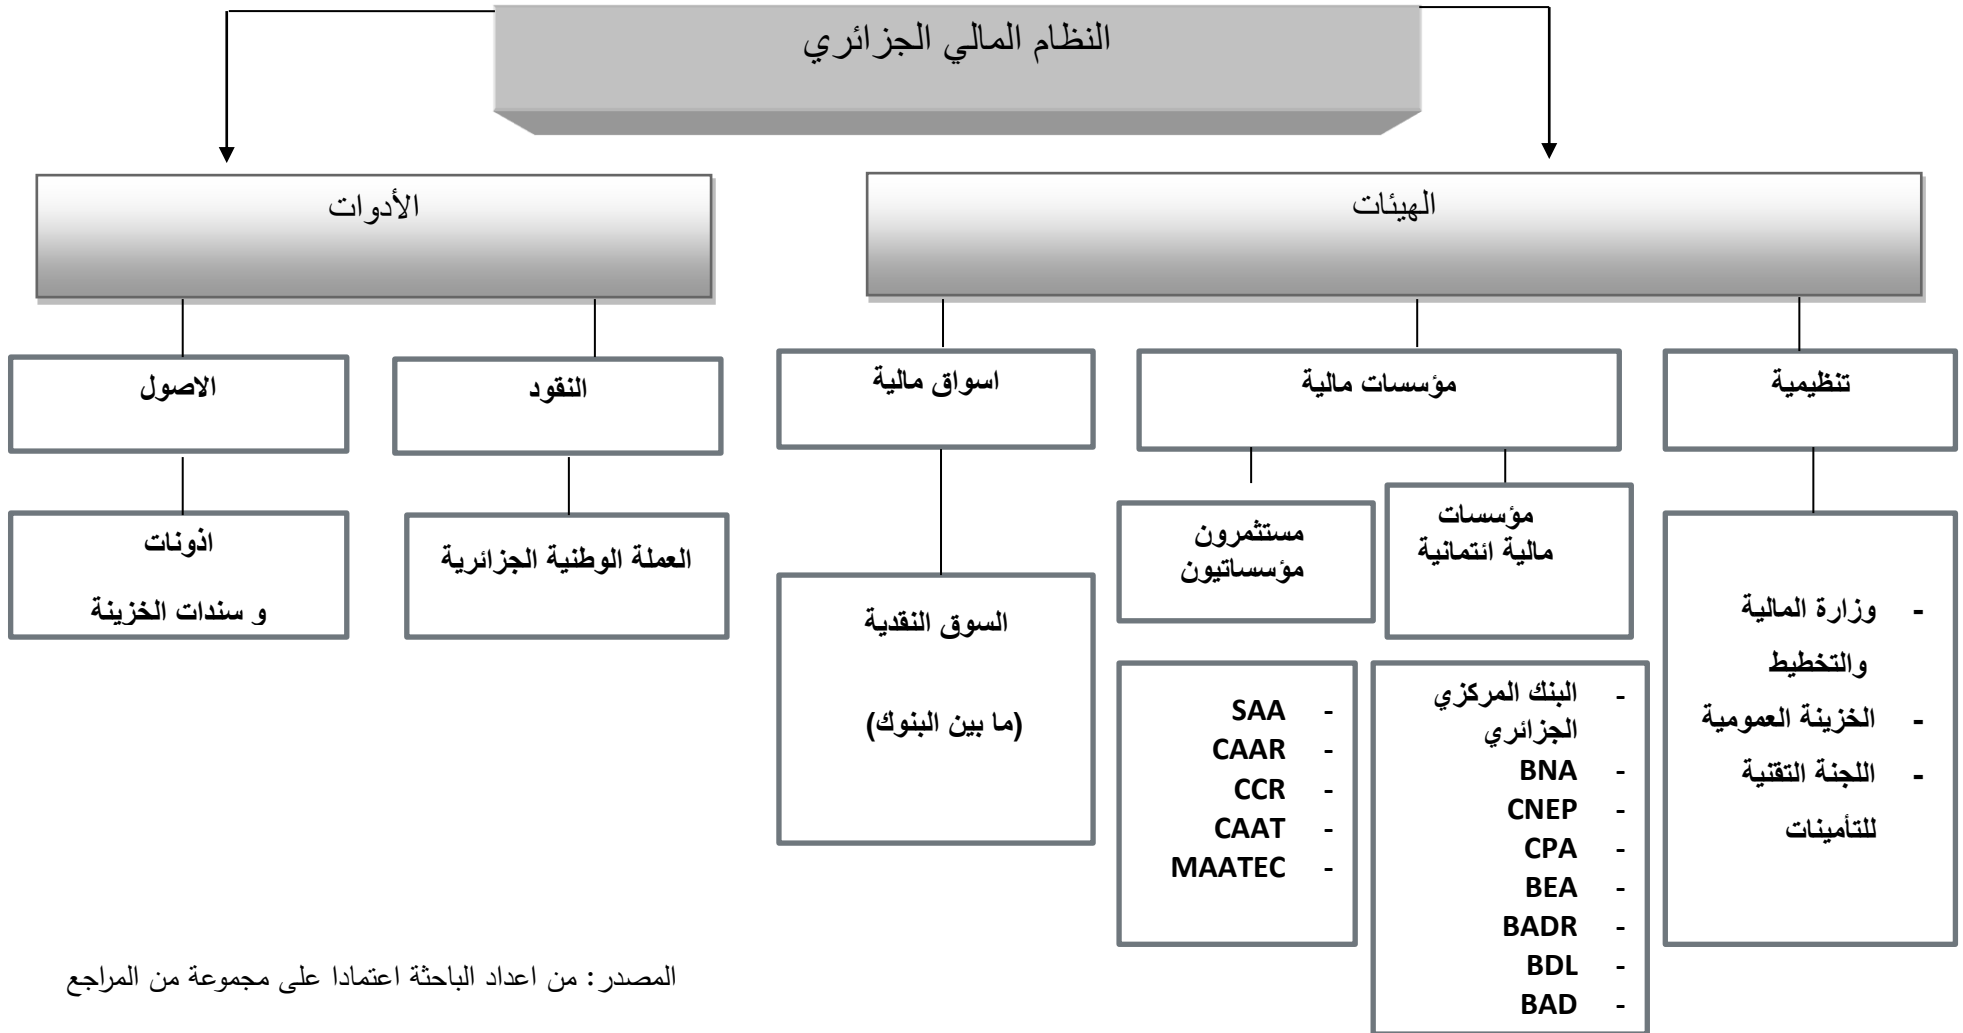 النظام المالي الجزائري
الهيئات
الأدوات
تنظيمية
مؤسسات مالية
اسواق مالية
النقود
الاصول
- وزارة المالية
والتخطيط
- الخزينة العمومية
- اللجنة التقنية
للتأمينات
مؤسسات
مالية ائتمانية
- البنك المركزي
الجزائري
- BNA
- CNEP
- CPA
- BEA
- BADR
- BDL
- BAD
مستثمرون
مؤسساتيون
- SAA
- CAAR
- CCR
- CAAT
- MAATEC
السوق النقدية
(ما بين البنوك)
العملة الوطنية الجزائرية
اذونات
و سندات الخزينة
المصدر: من اعداد الباحثة اعتمادا على مجموعة من المراجع